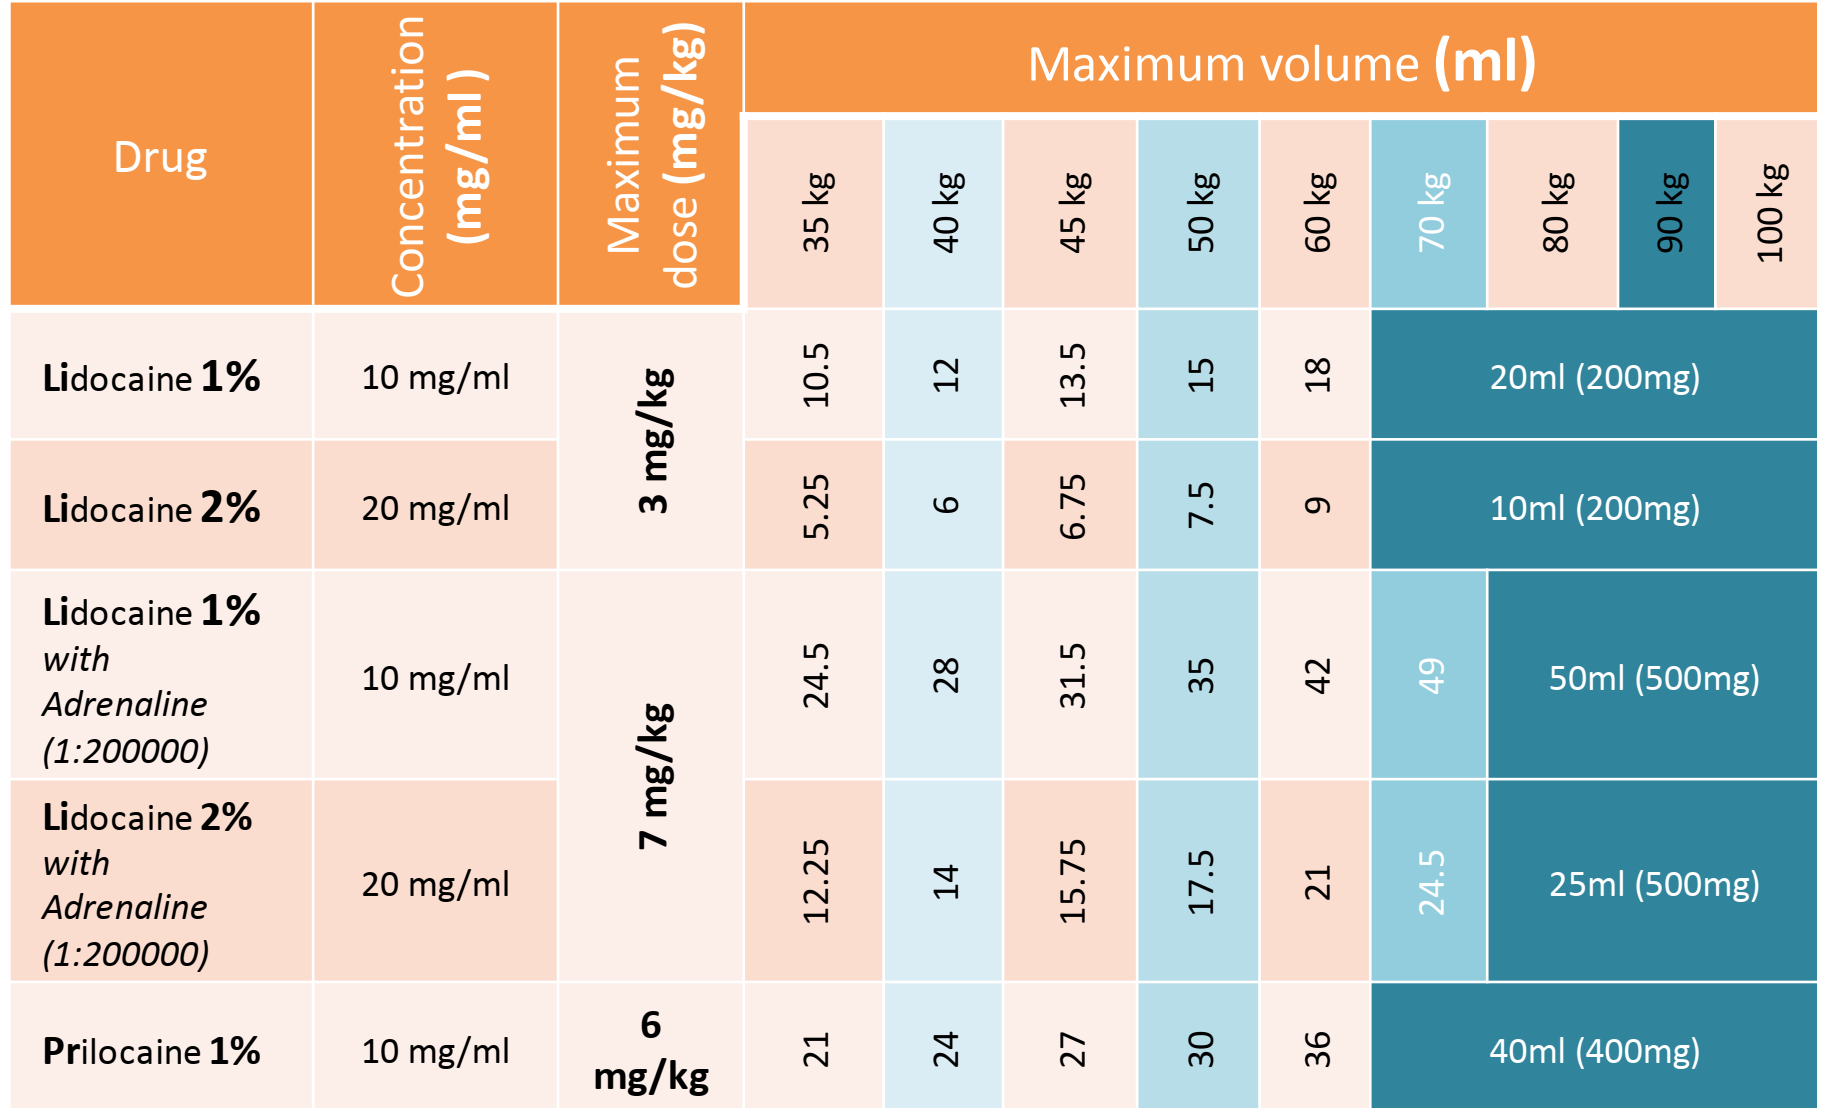 Drug
Concentration
(mg/ml )
Maximum
dose (mg/kg)
Maximum volume (ml)
35 kg
40 kg
45 kg
50 kg
60 kg
70 kg
80 kg
90 kg
100 kg
Lidocaine 1%
10 mg/ml
3 mg/kg
10.5
12
13.5
15
18
20ml (200mg)
Lidocaine 2%
20 mg/ml
5.25
6
6.75
7.5
9
10ml (200mg)
Lidocaine 1%
with
Adrenaline
(1:200000)
10 mg/ml
7 mg/kg
24.5
28
31.5
35
42
49
50ml (500mg)
Lidocaine 2%
with
Adrenaline
(1:200000)
20 mg/ml
12.25
14
15.75
17.5
21
24.5
25ml (500mg)
Prilocaine 1%
10 mg/ml
6
mg/kg
21
24
27
30
36
40ml (400mg)